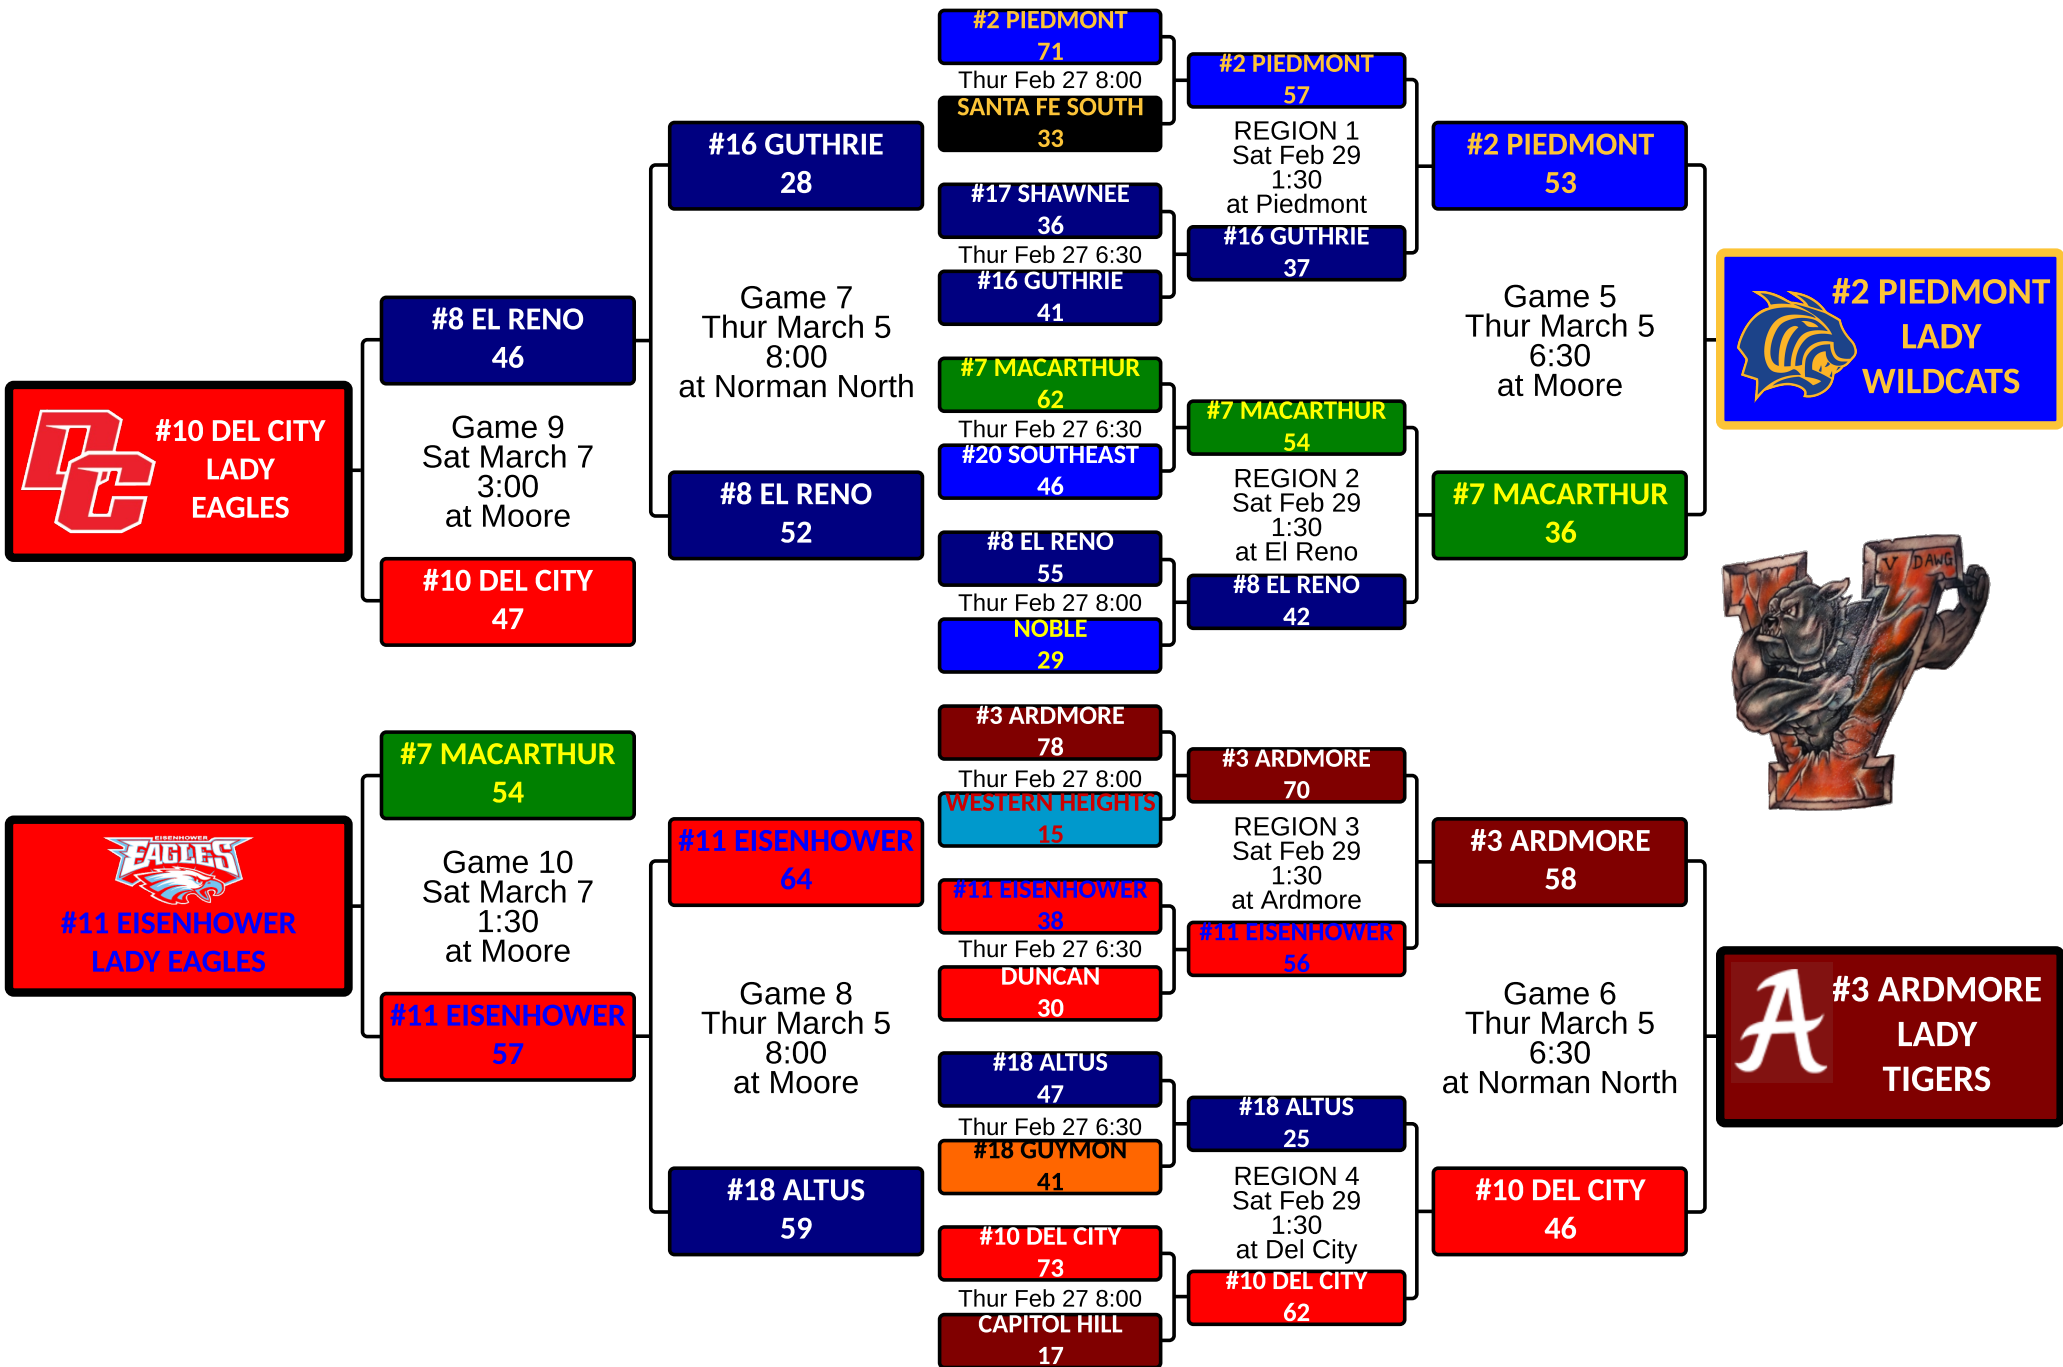 #2 PIEDMONT
71
Thur Feb 27 8:00
SANTA FE SOUTH
33
#17 SHAWNEE
36
Thur Feb 27 6:30
#16 GUTHRIE
41
#7 MACARTHUR
62
Thur Feb 27 6:30
#20 SOUTHEAST
46
#8 EL RENO
55
Thur Feb 27 8:00
NOBLE
29
#3 ARDMORE
78
Thur Feb 27 8:00
WESTERN HEIGHTS
15
#11 EISENHOWER
38
Thur Feb 27 6:30
DUNCAN
30
#18 ALTUS
47
Thur Feb 27 6:30
#18 GUYMON
41
#10 DEL CITY
73
Thur Feb 27 8:00
CAPITOL HILL
17
#2 PIEDMONT
57
REGION 1
Sat Feb 29
1:30
at Piedmont
#16 GUTHRIE
37
#7 MACARTHUR
54
REGION 2
Sat Feb 29
1:30
at El Reno
#8 EL RENO
42
#3 ARDMORE
70
REGION 3
Sat Feb 29
1:30
at Ardmore
#11 EISENHOWER
56
#18 ALTUS
25
REGION 4
Sat Feb 29
1:30
at Del City
#10 DEL CITY
62
#2 PIEDMONT
53
Game 5
Thur March 5
6:30
at Moore
#7 MACARTHUR
36
#3 ARDMORE
58
Game 6
Thur March 5
6:30
at Norman North
#10 DEL CITY
46
#2 PIEDMONT
LADY
WILDCATS
V DAWG
A
#3 ARDMORE
LADY
TIGERS
#16 GUTHRIE
28
Game 7
Thur March 5
8:00
at Norman North
#8 EL RENO
52
#11 EISENHOWER
64
Game 8
Thur March 5
8:00
at Moore
#18 ALTUS
59
#8 EL RENO
46
Game 9
Sat March 7
3:00
at Moore
#10 DEL CITY
47
#7 MACARTHUR
54
Game 10
Sat March 7
1:30
at Moore
#11 EISENHOWER
57
DC
#10 DEL CITY
LADY
EAGLES
EISENHOWER
EAGLES
#11 EISENHOWER
LADY EAGLES